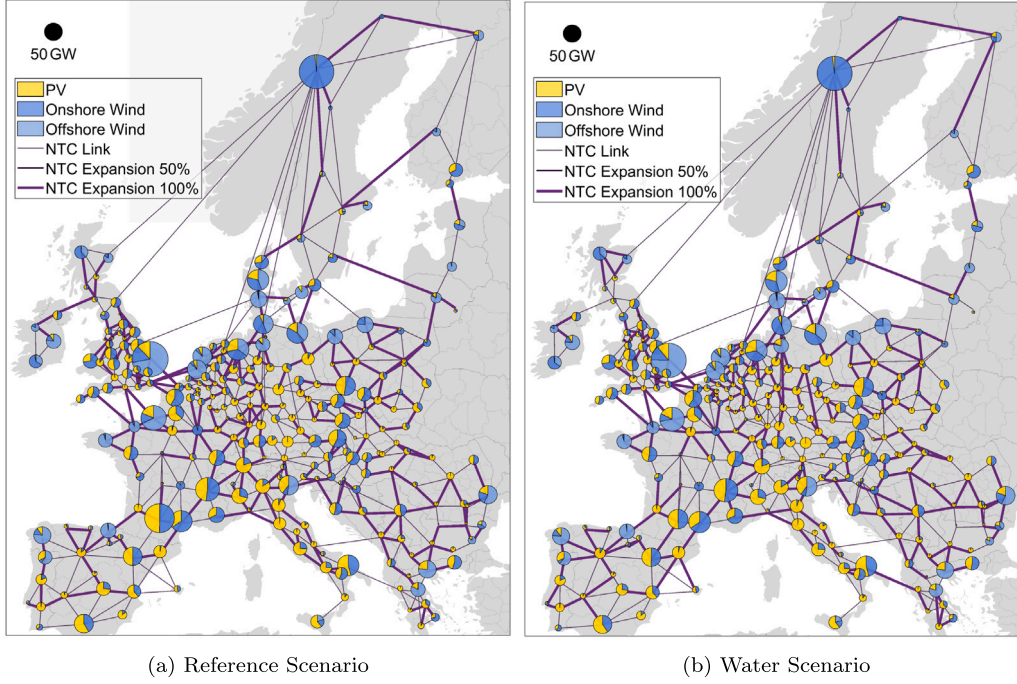 50 GW
PV
Onshore Wind
Offshore Wind
NTC Link
NTC Expansion 50%
NTC Expansion 100%
50 GW
PV
Onshore Wind
Offshore Wind
NTC Link
NTC Expansion 50%
NTC Expansion 100%
(a) Reference Scenario
(b) Water Scenario